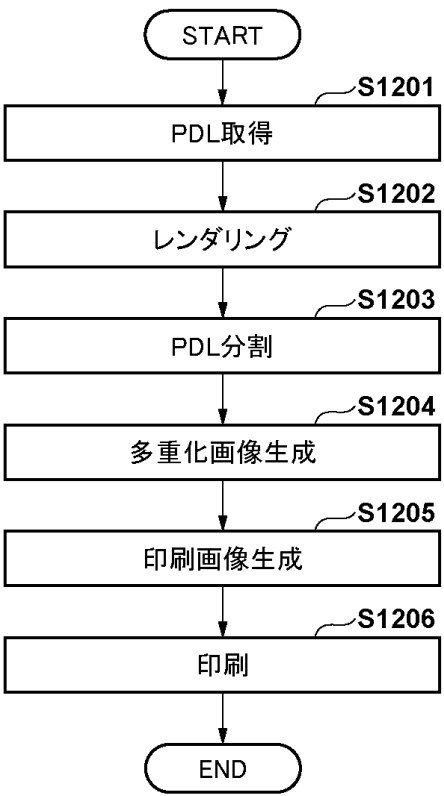 START
S1201
PDL取得
S1202
レンダリング
S1203
PDL分割
S1204
多重化画像生成
S1205
印刷画像生成
S1206
印刷
END